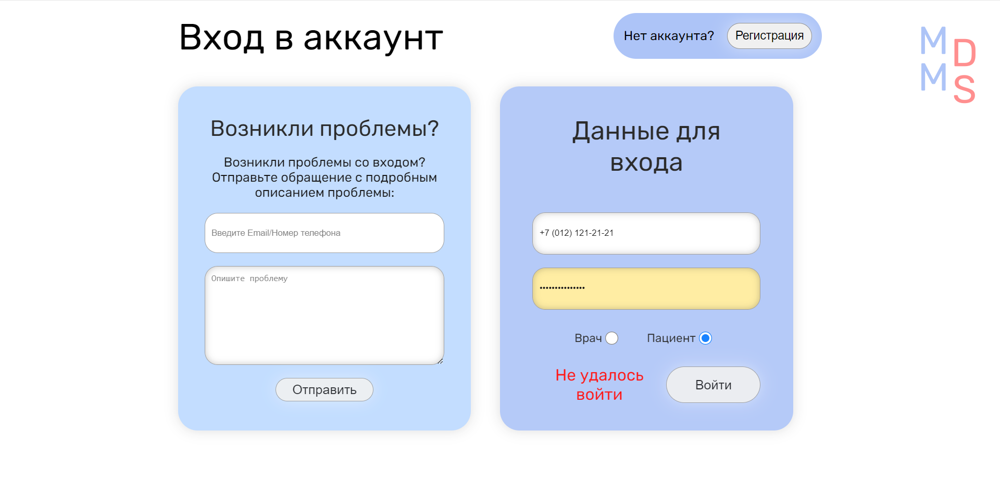 Вход в аккаунт
Нет аккаунта? Регистрация
M
D
M
S
Возникли проблемы?
Возникли проблемы со входом?
Отправьте обращение с подробным
описанием проблемы:
Введите Email/Номер телефона
Опишите проблему
Отправить
Данные для
входа
+7 (012) 121-21-21
•••••••••••••••
Врач
Пациент
Не удалось
войти
Войти